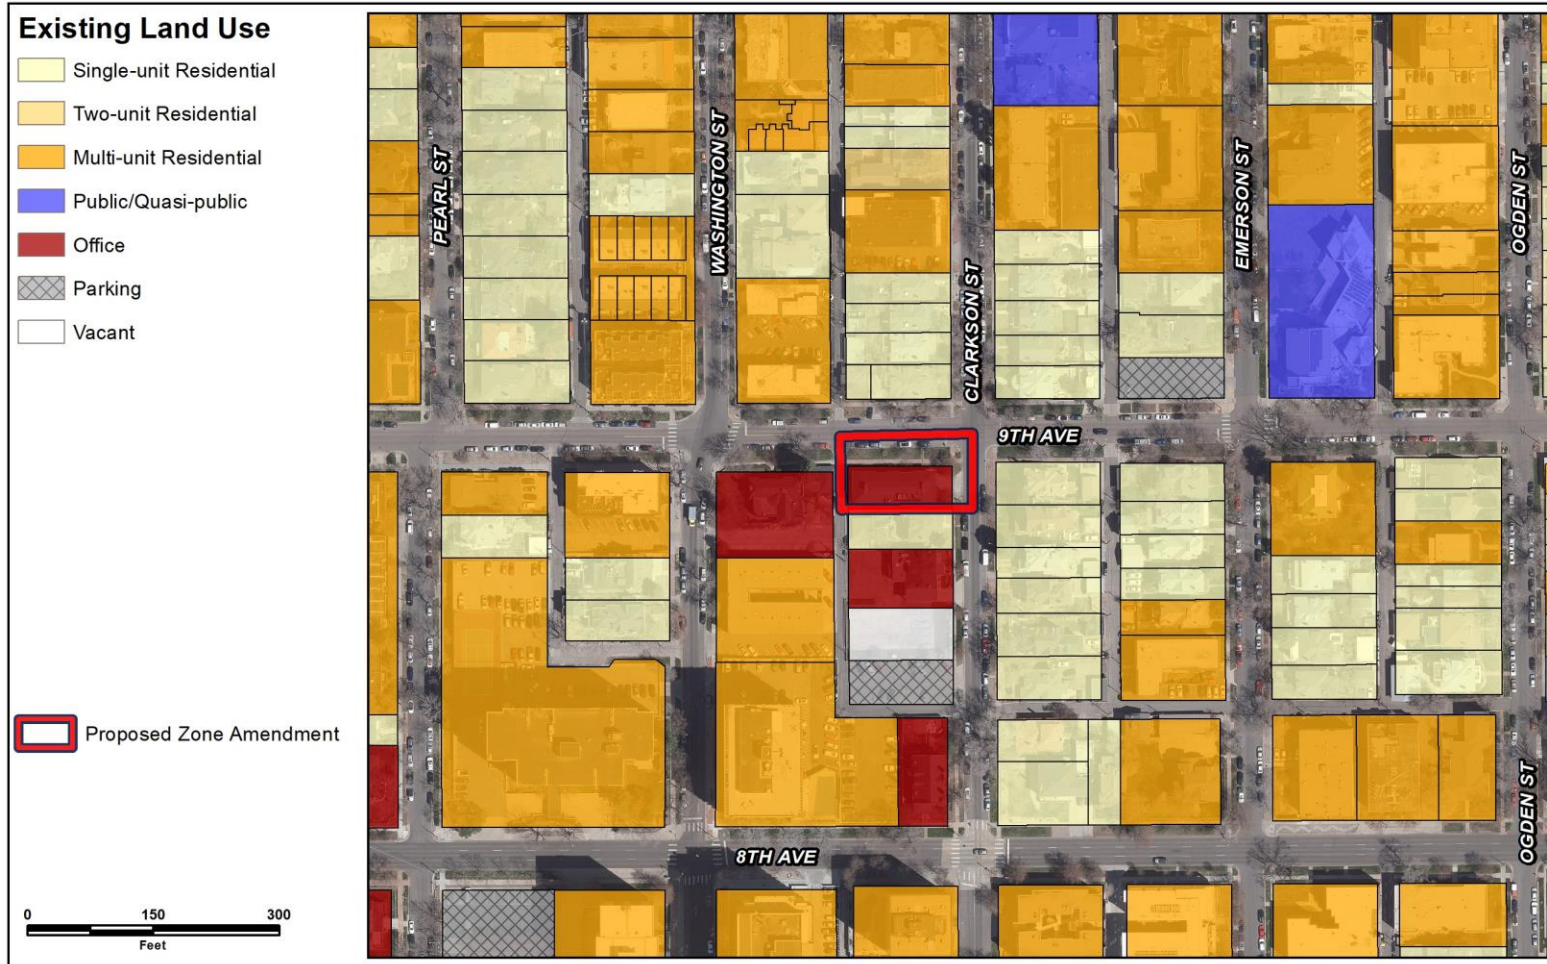 Existing Land Use
Single-unit Residential
Two-unit Residential
Multi-unit Residential
Public/Quasi-public
Office
Parking
Vacant
Proposed Zone Amendment
0 150 300
Feet
PEARL ST
WASHINGTON ST
CLARKSON ST
EMERSON ST
OGDEN ST
9TH AVE
8TH AVE
OGDEN ST